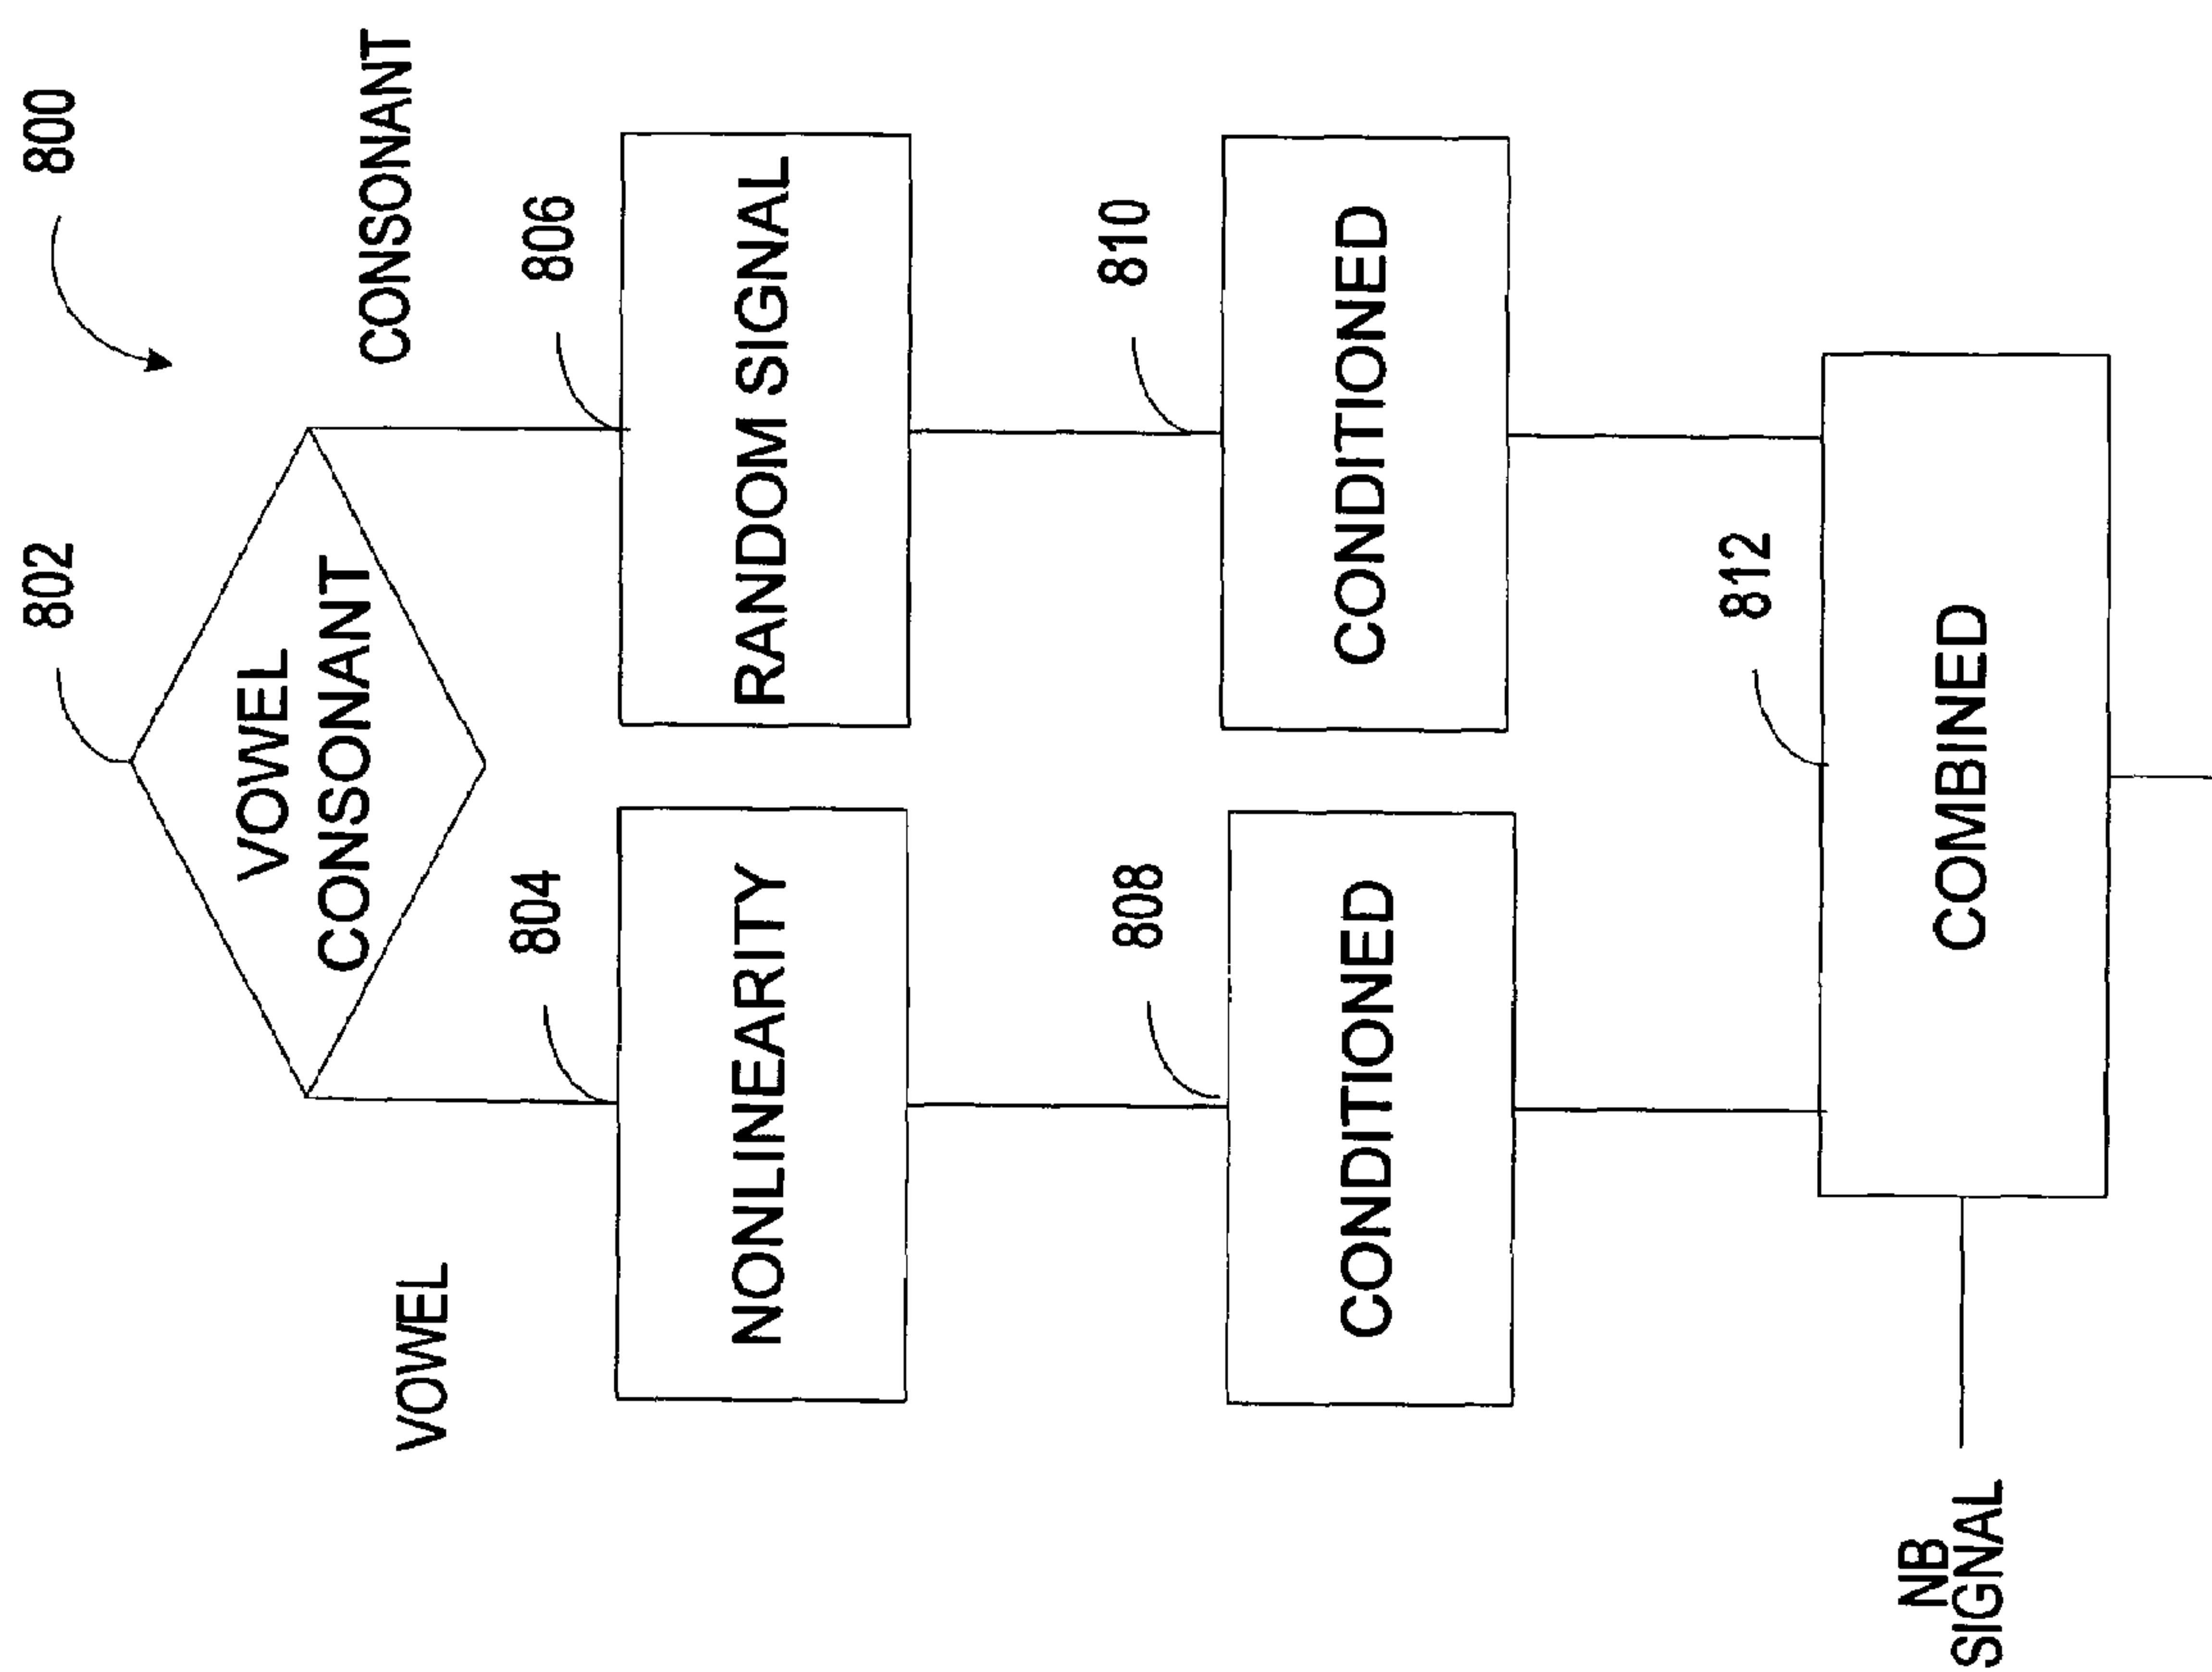 800
802
VOWEL
CONSONANT
VOWEL
CONSONANT
804
NONLINEARITY
806
RANDOM SIGNAL
808
CONDITIONED
810
CONDITIONED
812
COMBINED
NB
SIGNAL